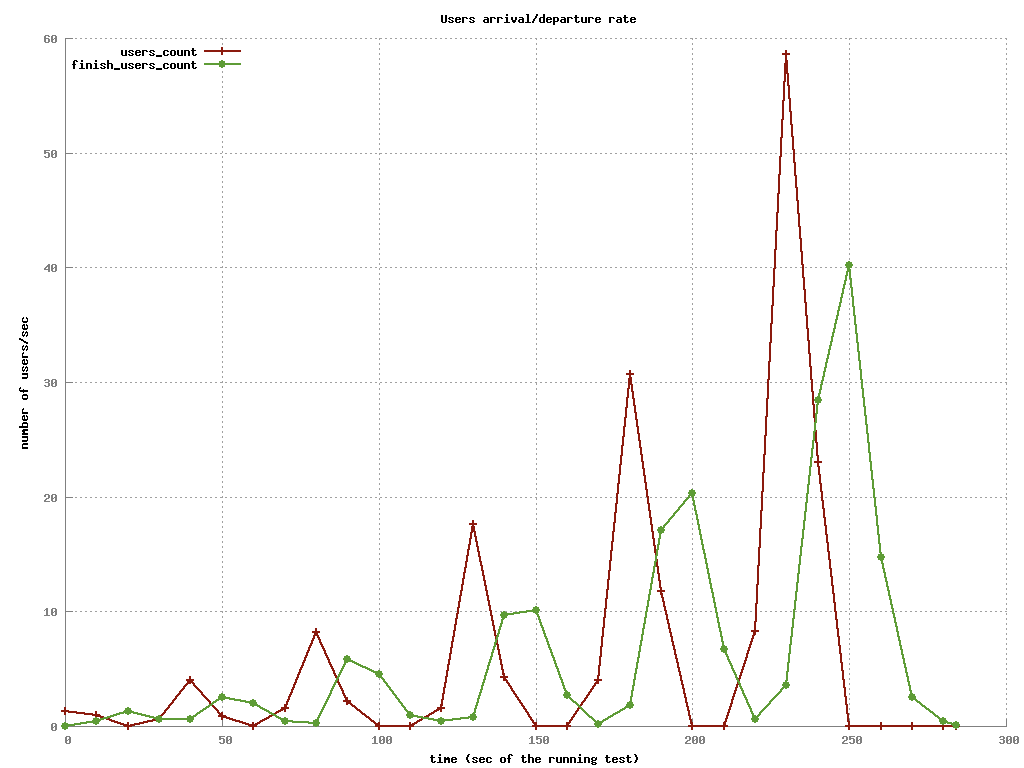 Users arrival/departure rate
60
users_count
finish_users_count
50
40
30
20
10
0
number of users/sec
0 50 100 150 200 250 300
time (sec of the running test)